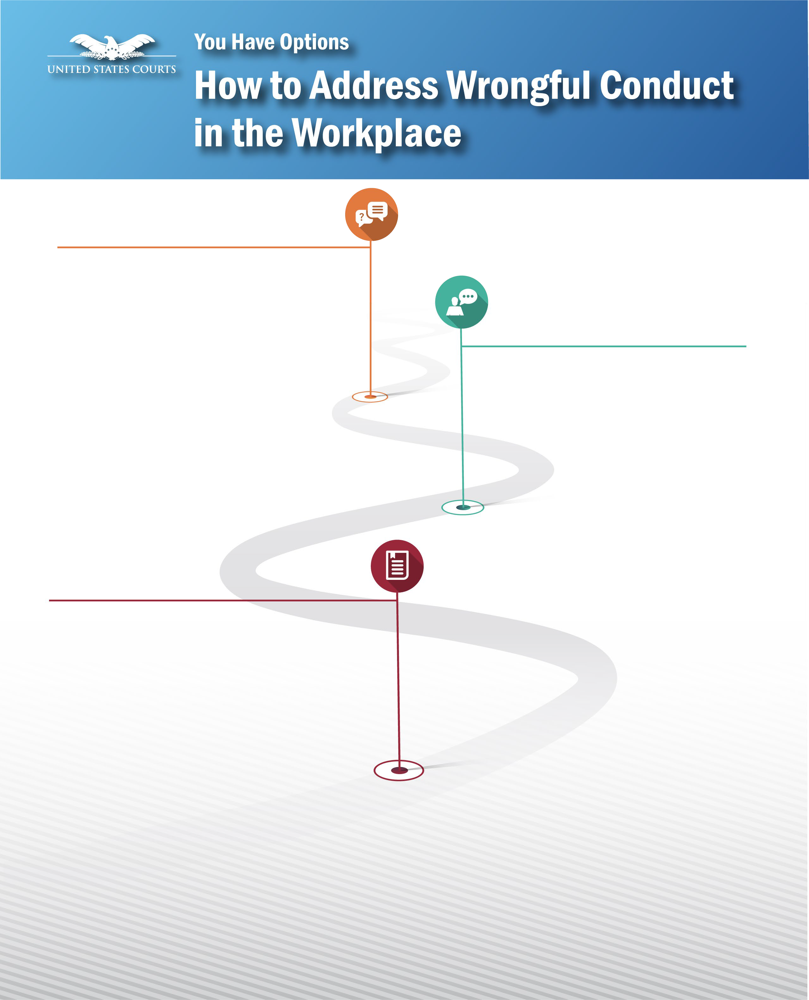 You Have Options
UNITED STATES COURTS
How to Address Wrongful Conduct
in the Workplace
?